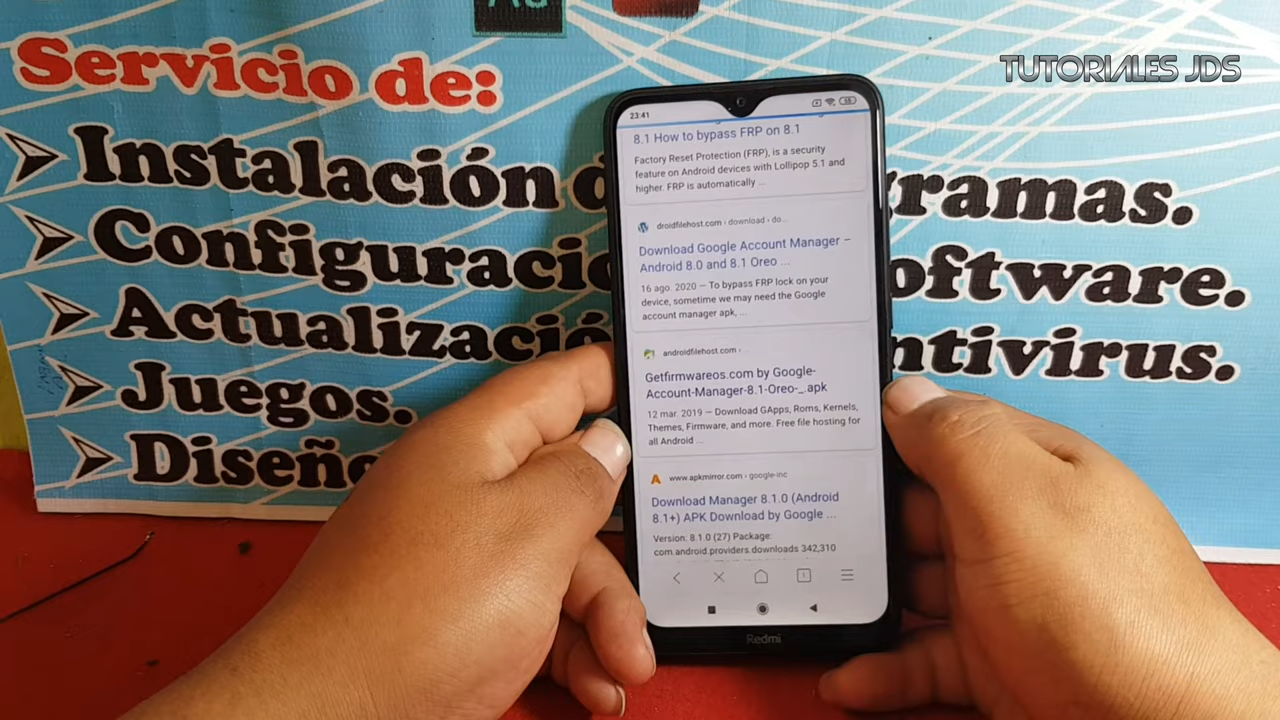 Servicio de:
TUTORIALES JDS
Instalación
gramas.
Configuració
oftware.
Actualizació
ntivirus.
Juegos.
Diseño
23:41
8.1 How to bypass FRP on 8.1
Factory Reset Protection (FRP), is a security
feature on Android devices with Lollipop 5.1 and
higher. FRP is automatically ...
droidfilehost.com › download › do...
Download Google Account Manager –
Android 8.0 and 8.1 Oreo ...
16 ago. 2020 — To bypass FRP lock on your
device, sometime we may need the Google
account manager apk, ...
androidfilehost.com › ...
Getfirmwareos.com by Google-
Account-Manager-8.1-Oreo-_.apk
12 mar. 2019 — Download GApps, Roms, Kernels,
Themes, Firmware, and more. Free file hosting for
all Android ...
www.apkmirror.com › google-inc
Download Manager 8.1.0 (Android
8.1+) APK Download by Google ...
Version: 8.1.0 (27) Package:
com.android.providers.downloads 342,310
1
Redmi